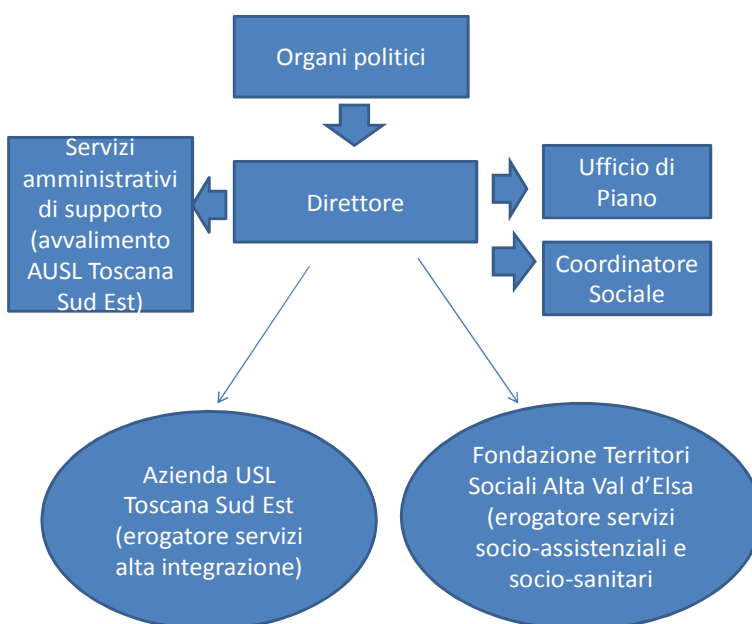 Organi politici
Servizi
amministrativi
di supporto
(avvalimento
AUSL Toscana
Sud Est)
Direttore
Ufficio di
Piano
Coordinatore
Sociale
Azienda USL
Toscana Sud Est
(erogatore servizi
alta integrazione)
Fondazione Territori
Sociali Alta Val d’Elsa
(erogatore servizi
socio-assistenziali e
socio-sanitari